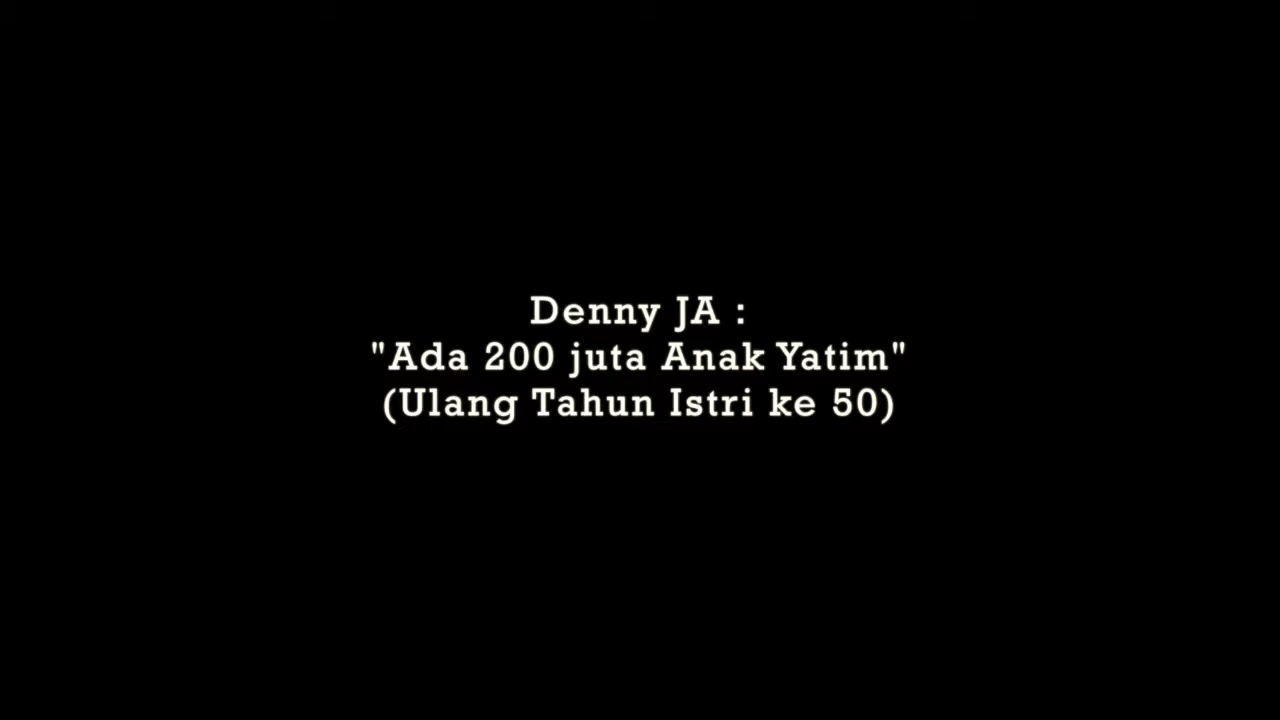 Denny JA :
"Ada 200 juta Anak Yatim"
(Ulang Tahun Istri ke 50)